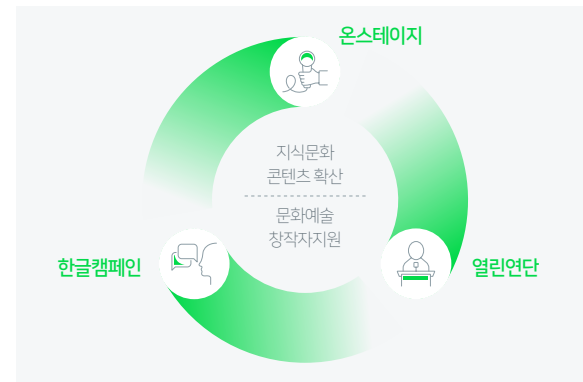 온스테이지
지식문화
콘텐츠 확산
문화예술
창작자지원
한글캠페인
열린연단